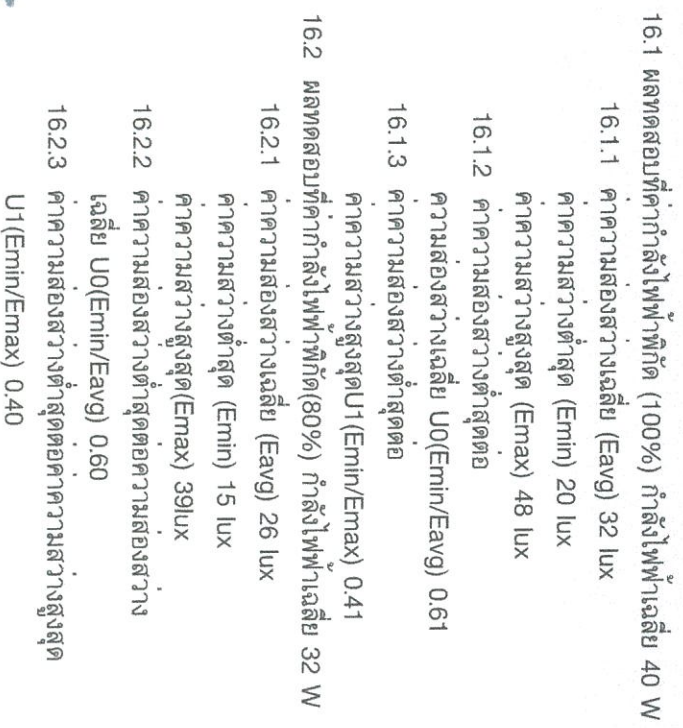 16.1 ผลทดสอบที่ค่ากำลังไฟฟ้าพิกัด (100%) กำลังไฟฟ้าเฉลี่ย 40 W
16.1.1 ค่าความส่องสว่างเฉลี่ย (Eavg) 32 lux
ค่าความสว่างต่ำสุด (Emin) 20 lux
ค่าความสว่างสูงสุด (Emax) 48 lux
16.1.2 ค่าความส่องสว่างต่ำสุดต่อ
ความส่องสว่างเฉลี่ย U0(Emin/Eavg) 0.61
16.1.3 ค่าความส่องสว่างต่ำสุดต่อ
ค่าความสว่างสูงสุดU1(Emin/Emax) 0.41
16.2 ผลทดสอบที่ค่ากำลังไฟฟ้าพิกัด(80%) กำลังไฟฟ้าเฉลี่ย 32 W
16.2.1 ค่าความส่องสว่างเฉลี่ย (Eavg) 26 lux
ค่าความสว่างต่ำสุด (Emin) 15 lux
ค่าความสว่างสูงสุด(Emax) 39lux
16.2.2 ค่าความส่องสว่างต่ำสุดต่อความส่องสว่าง
เฉลี่ย U0(Emin/Eavg) 0.60
16.2.3 ค่าความส่องสว่างต่ำสุดต่อค่าความสว่างสูงสุด
U1(Emin/Emax) 0.40